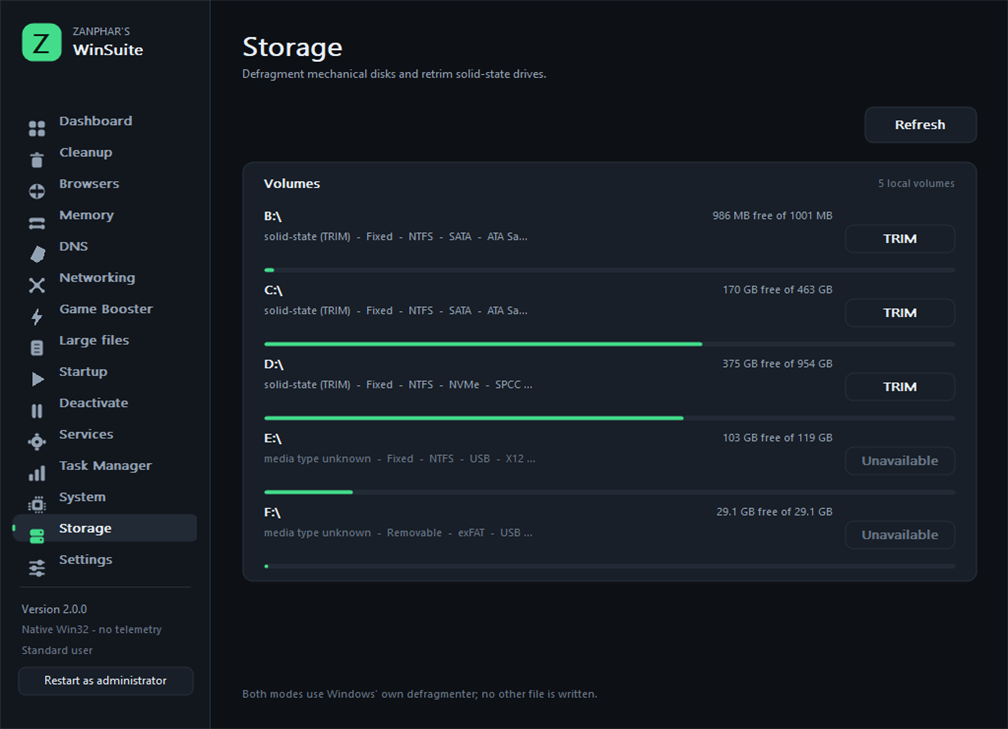 Z
ZANPHAR'S
WinSuite
Dashboard
Cleanup
Browsers
Memory
DNS
Networking
Game Booster
Large files
Startup
Deactivate
Services
Task Manager
System
Storage
Settings
Version 2.0.0
Native Win32 - no telemetry
Standard user
Restart as administrator
Storage
Defragment mechanical disks and retrim solid-state drives.
Refresh
Volumes
5 local volumes
B:\
986 MB free of 1001 MB
solid-state (TRIM) - Fixed - NTFS - SATA - ATA Sa...
TRIM
C:\
170 GB free of 463 GB
solid-state (TRIM) - Fixed - NTFS - SATA - ATA Sa...
TRIM
D:\
375 GB free of 954 GB
solid-state (TRIM) - Fixed - NTFS - NVMe - SPCC ...
TRIM
E:\
103 GB free of 119 GB
media type unknown - Fixed - NTFS - USB - X12 ...
Unavailable
F:\
29.1 GB free of 29.1 GB
media type unknown - Removable - exFAT - USB ...
Unavailable
Both modes use Windows' own defragmenter; no other file is written.